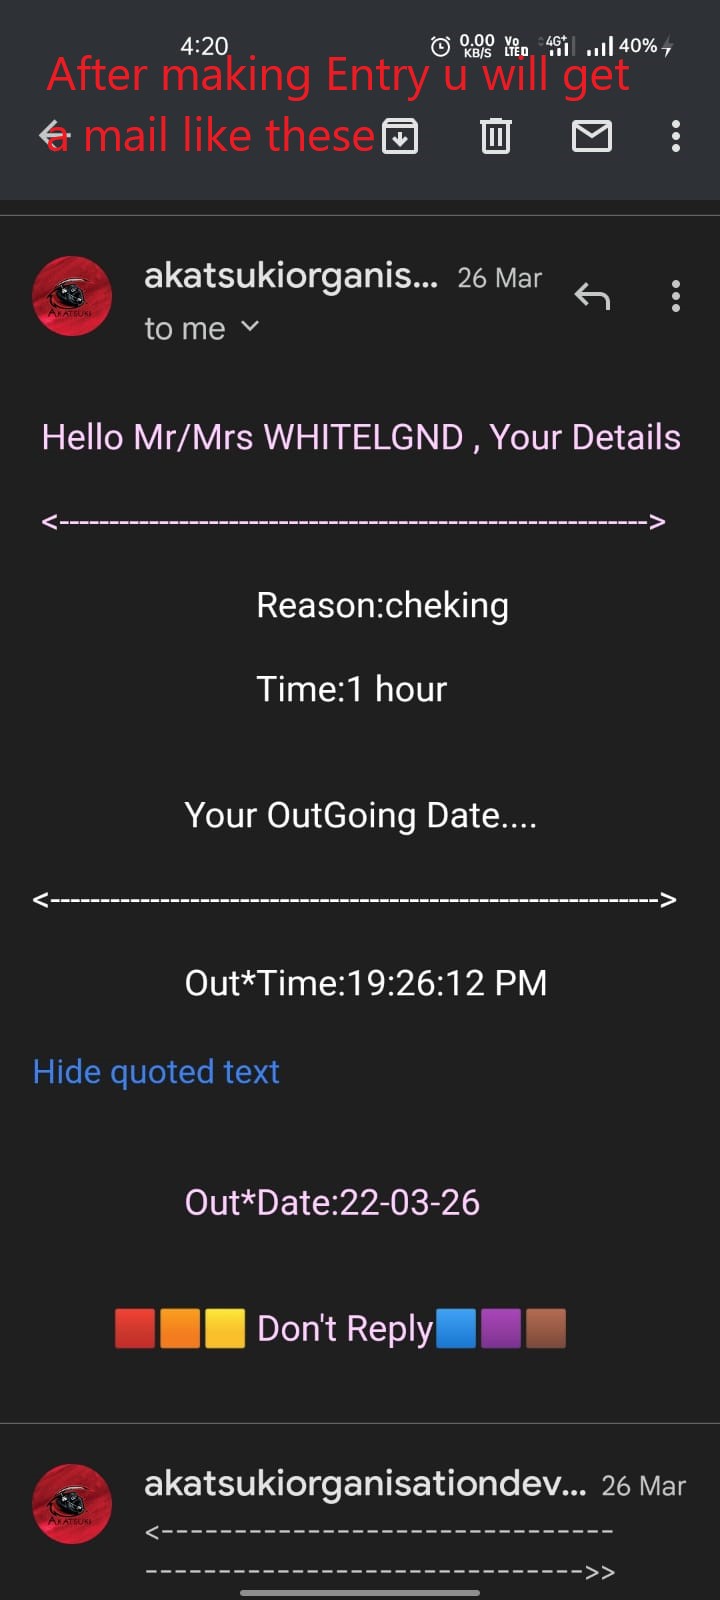 4:20 0.00 KB/S Vo LTE 4G+ 40%
After making Entry u will get
a mail like these
akatsukiorganis... 26 Mar
AKATSUKI
to me
Hello Mr/Mrs WHITELGND , Your Details
<----------------------------------------------------------->
Reason:cheking
Time:1 hour
Your OutGoing Date....
<------------------------------------------------------------->
Out*Time:19:26:12 PM
Hide quoted text
Out*Date:22-03-26
🟥🟧🟨 Don't Reply🟦🟪🟫
akatsukiorganisationdev... 26 Mar
AKATSUKI
<-------------------------------
------------------------------>>